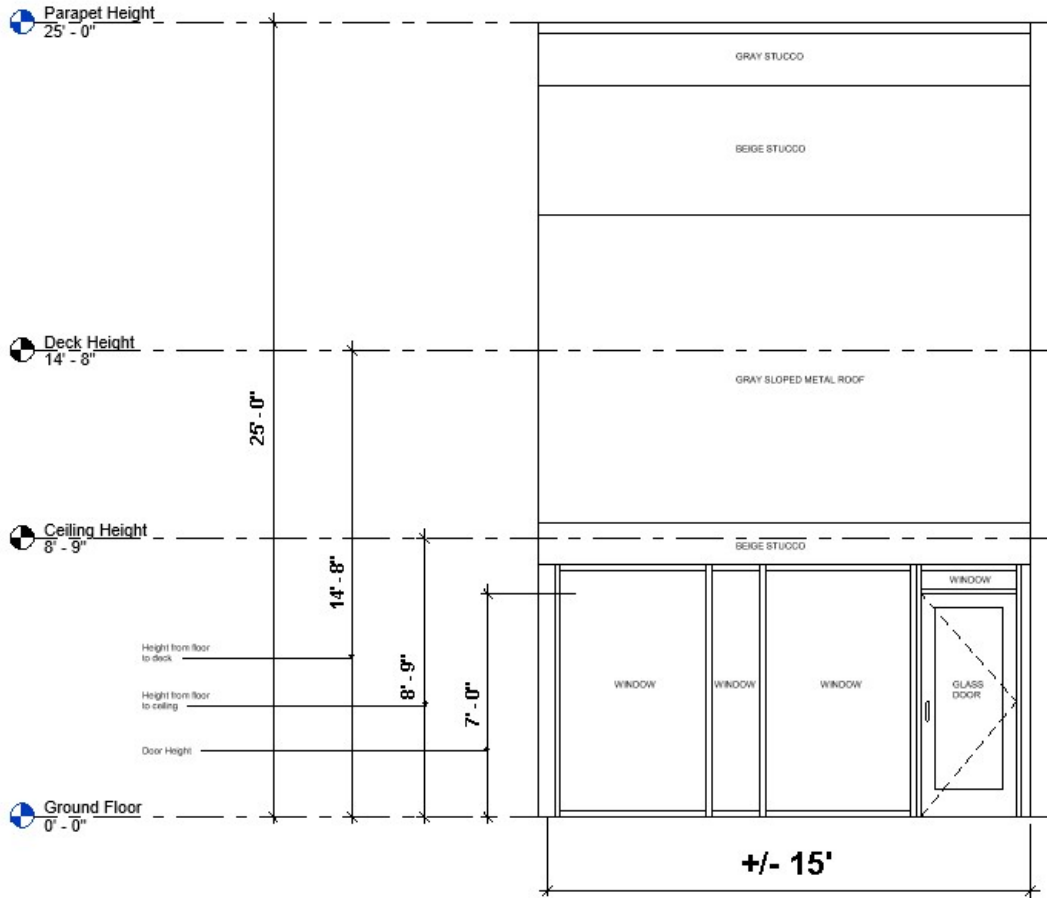 Parapet Height
25' - 0"
GRAY STUCCO
BEIGE STUCCO
Deck Height
14' - 8"
GRAY SLOPED METAL ROOF
25' - 0"
Ceiling Height
8' - 9"
BEIGE STUCCO
14' - 8"
WINDOW
Height from floor
to deck
8' - 9"
7' - 0"
WINDOW
WINDOW
WINDOW
GLASS
DOOR
Height from floor
to ceiling
Door Height
Ground Floor
0' - 0"
+/- 15'